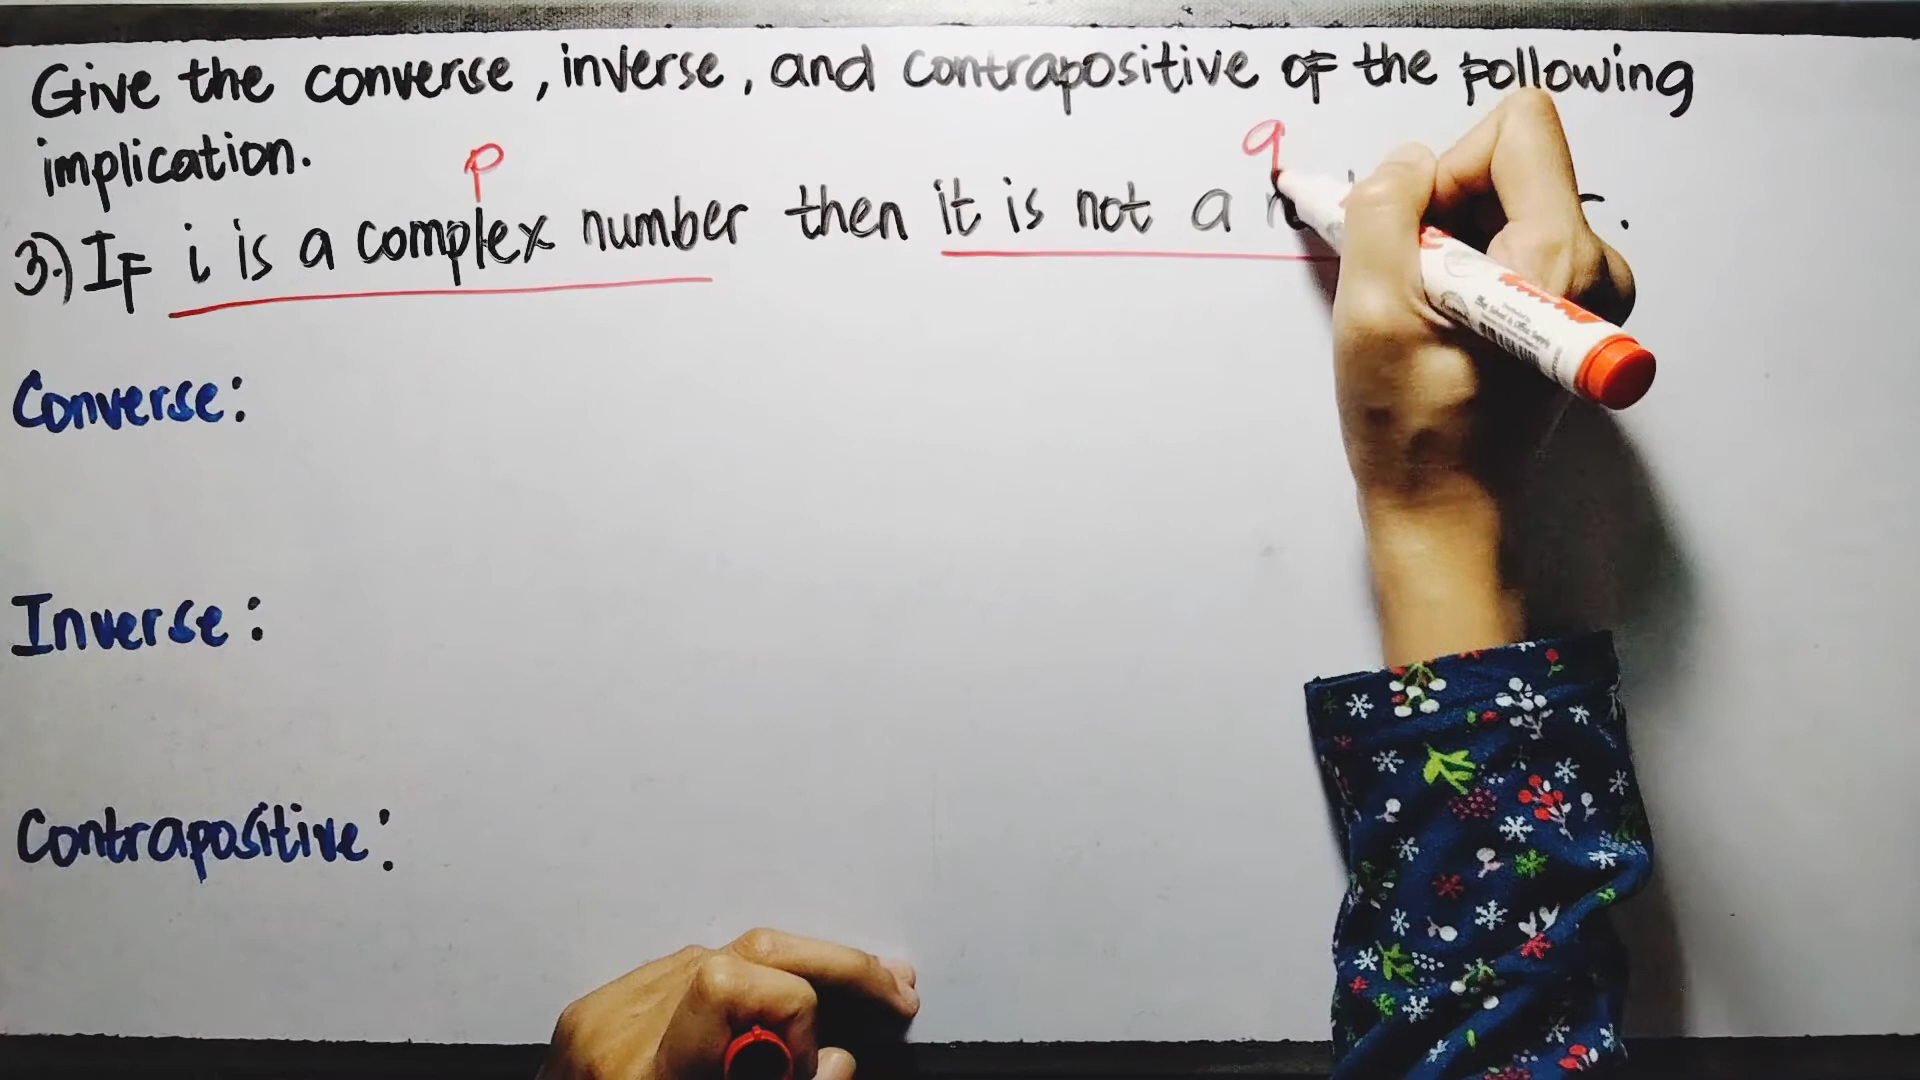 Give the converse, inverse, and contrapositive of the following
implication.
p q
3.) If i is a complex number then it is not a
Converse:
Inverse:
Contrapositive: